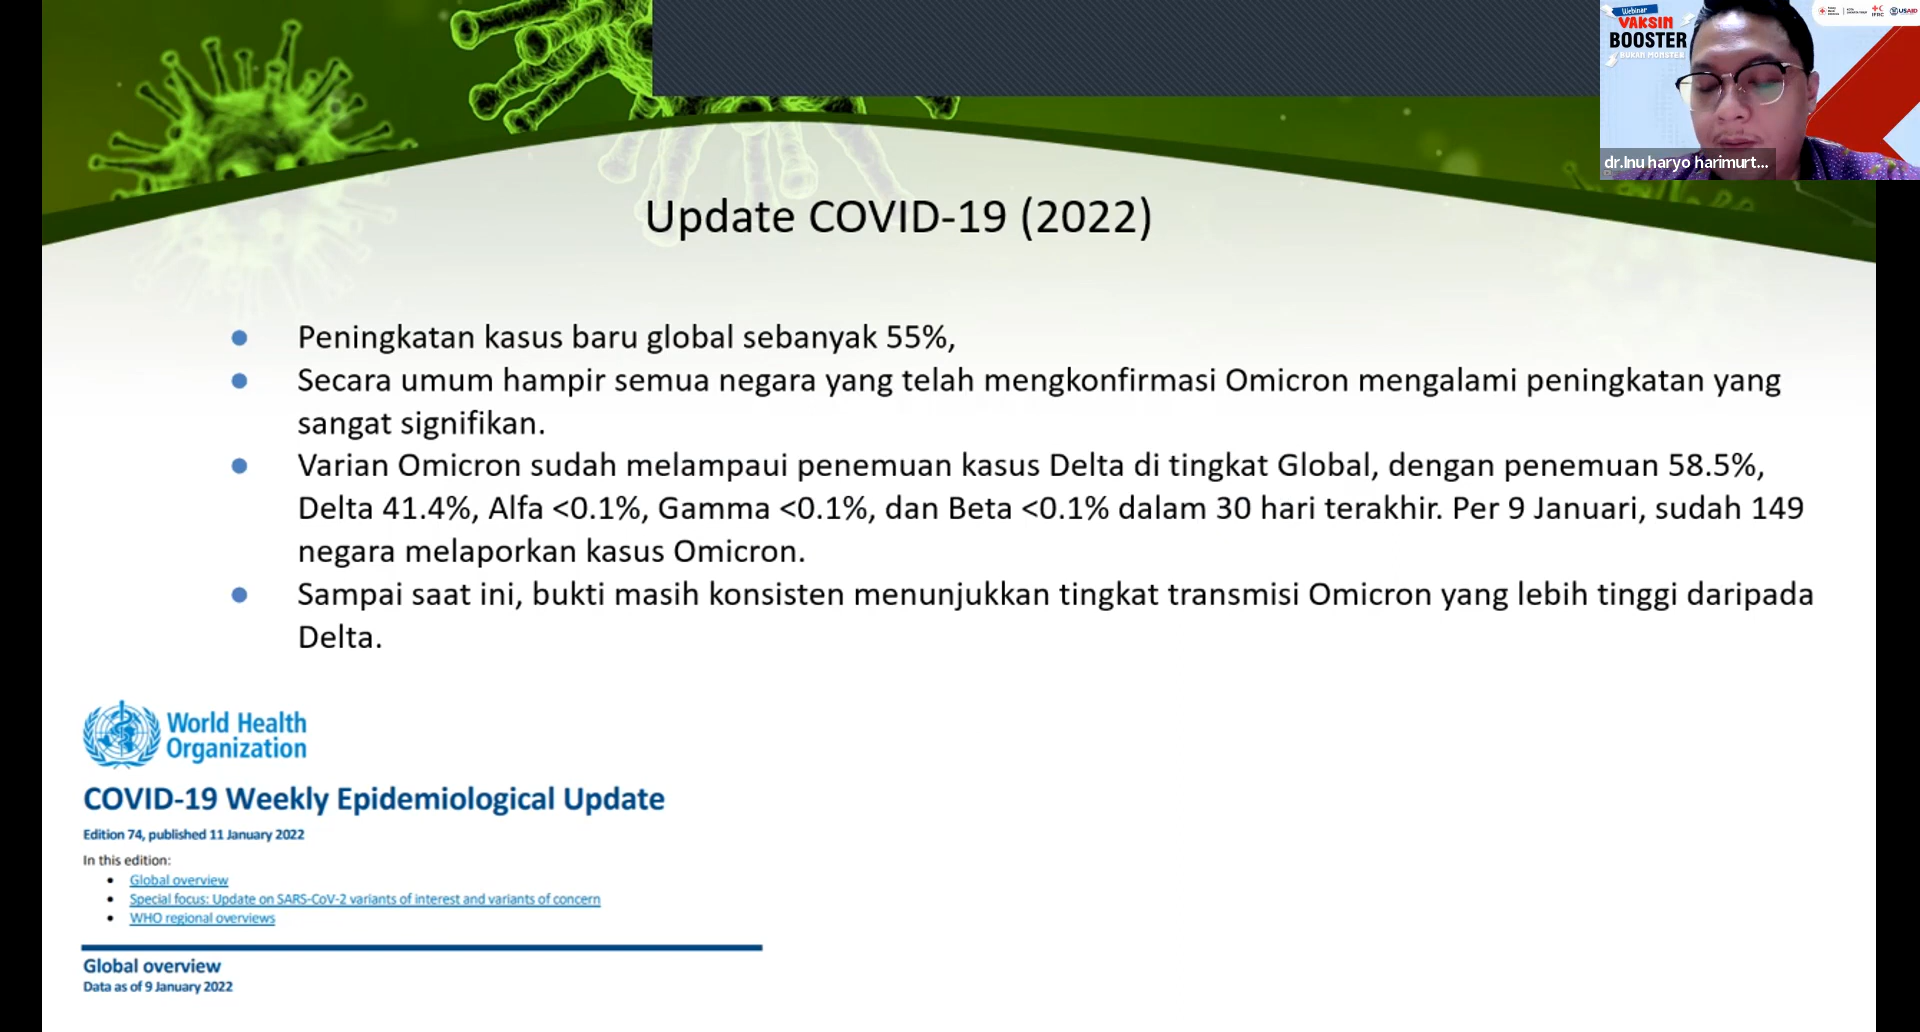 Webinar
VAKSIN
BOOSTER
BUKAN MONSTER
IFRC
USAID
dr.Inu haryo harimurt...
Update COVID-19 (2022)
Peningkatan kasus baru global sebanyak 55%,
Secara umum hampir semua negara yang telah mengkonfirmasi Omicron mengalami peningkatan yang
sangat signifikan.
Varian Omicron sudah melampaui penemuan kasus Delta di tingkat Global, dengan penemuan 58.5%,
Delta 41.4%, Alfa <0.1%, Gamma <0.1%, dan Beta <0.1% dalam 30 hari terakhir. Per 9 Januari, sudah 149
negara melaporkan kasus Omicron.
Sampai saat ini, bukti masih konsisten menunjukkan tingkat transmisi Omicron yang lebih tinggi daripada
Delta.
World Health
Organization
COVID-19 Weekly Epidemiological Update
Edition 74, published 11 January 2022
In this edition:
Global overview
Special focus: Update on SARS-CoV-2 variants of interest and variants of concern
WHO regional overviews
Global overview
Data as of 9 January 2022